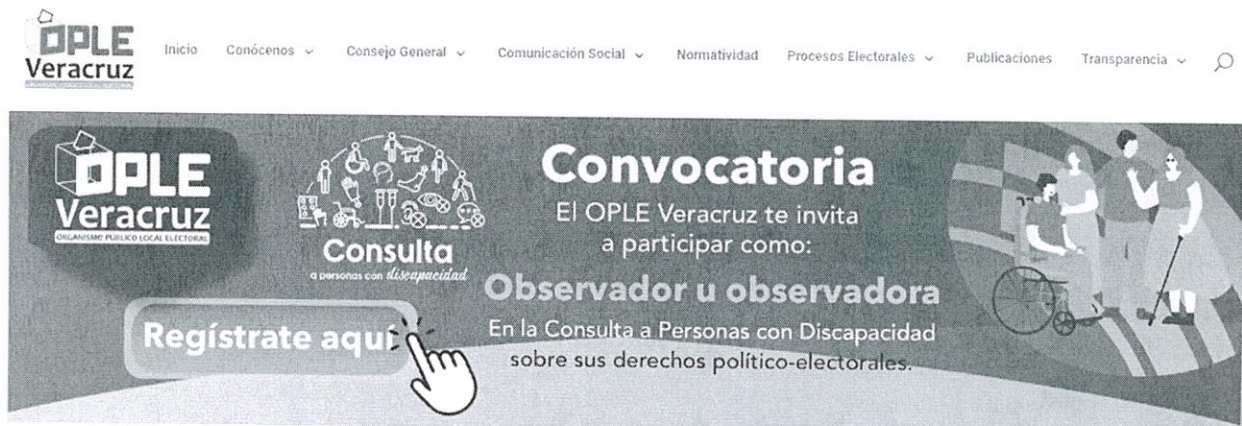 OPLE
Veracruz
Inicio
Conócenos
Consejo General
Comunicación Social
Normatividad
Procesos Electorales
Publicaciones
Transparencia
OPLE
Veracruz
ORGANISMO PÚBLICO LOCAL ELECTORAL
Consulta
a personas con discapacidad
Regístrate aquí
Convocatoria
El OPLE Veracruz te invita
a participar como:
Observador u observadora
En la Consulta a Personas con Discapacidad
sobre sus derechos político-electorales.